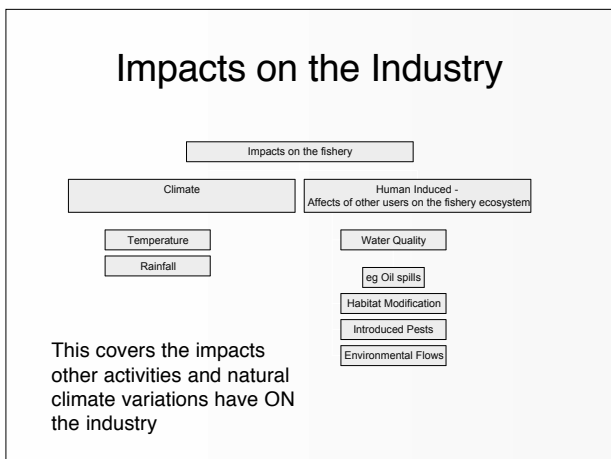 Impacts on the Industry
Impacts on the fishery
Climate
Human Induced -
Affects of other users on the fishery ecosystem
Temperature
Rainfall
Water Quality
eg Oil spills
Habitat Modification
Introduced Pests
Environmental Flows
This covers the impacts
other activities and natural
climate variations have ON
the industry